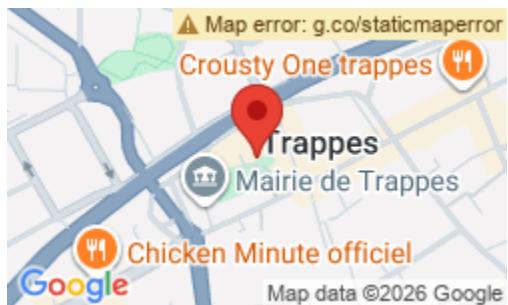 Map error: g.co/staticmaperror
Crousty One trappes
Trappes
Mairie de Trappes
Chicken Minute officiel
Google
Map data ©2026 Google